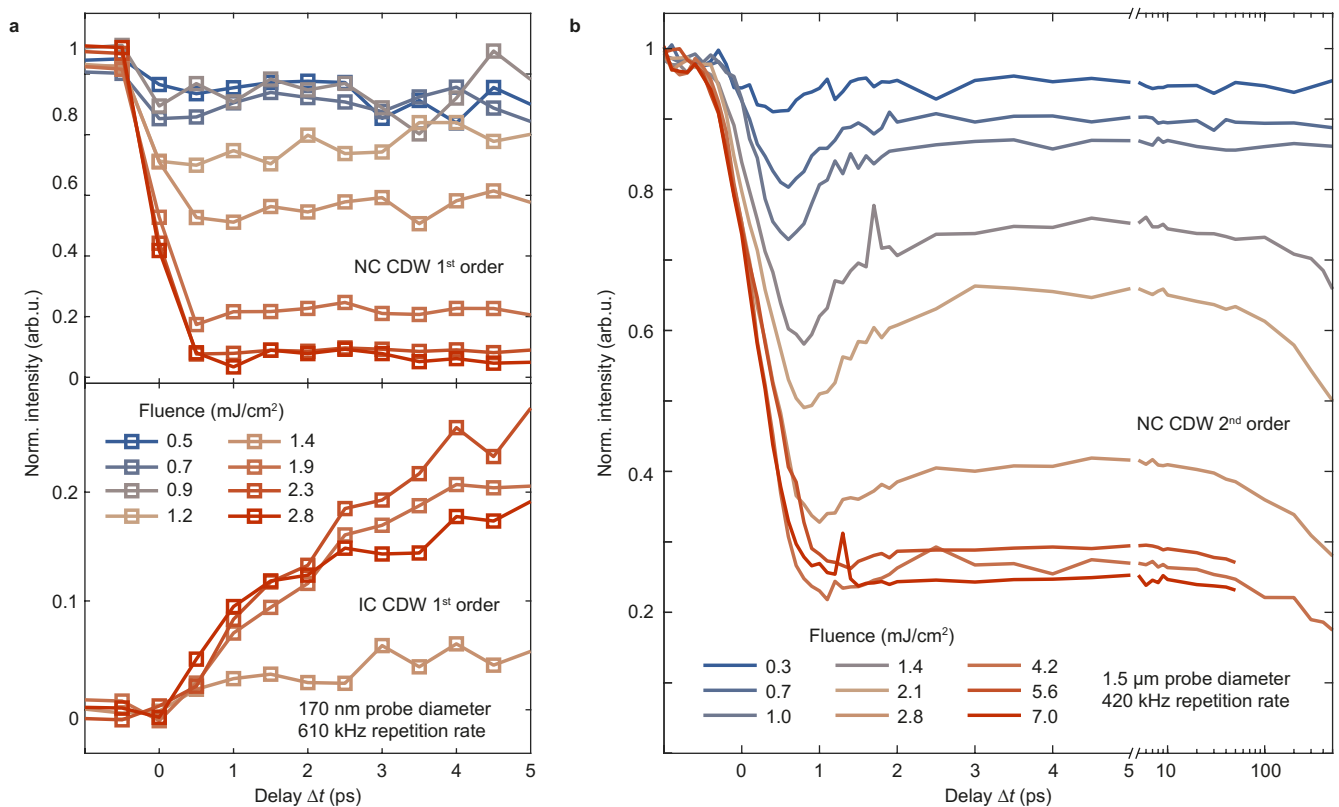 a
Norm. intensity (arb.u.)
1
0.8
0.6
0.4
0.2
0
NC CDW 1st order
Fluence (mJ/cm²)
0.5
0.7
0.9
1.2
1.4
1.9
2.3
2.8
0.2
0.1
0
IC CDW 1st order
170 nm probe diameter
610 kHz repetition rate
0 1 2 3 4 5
Delay Δt (ps)
b
Norm. intensity (arb.u.)
1
0.8
0.6
0.4
0.2
NC CDW 2nd order
Fluence (mJ/cm²)
0.3
0.7
1.0
1.4
2.1
2.8
4.2
5.6
7.0
1.5 µm probe diameter
420 kHz repetition rate
0 1 2 3 4 5 10 100
Delay Δt (ps)